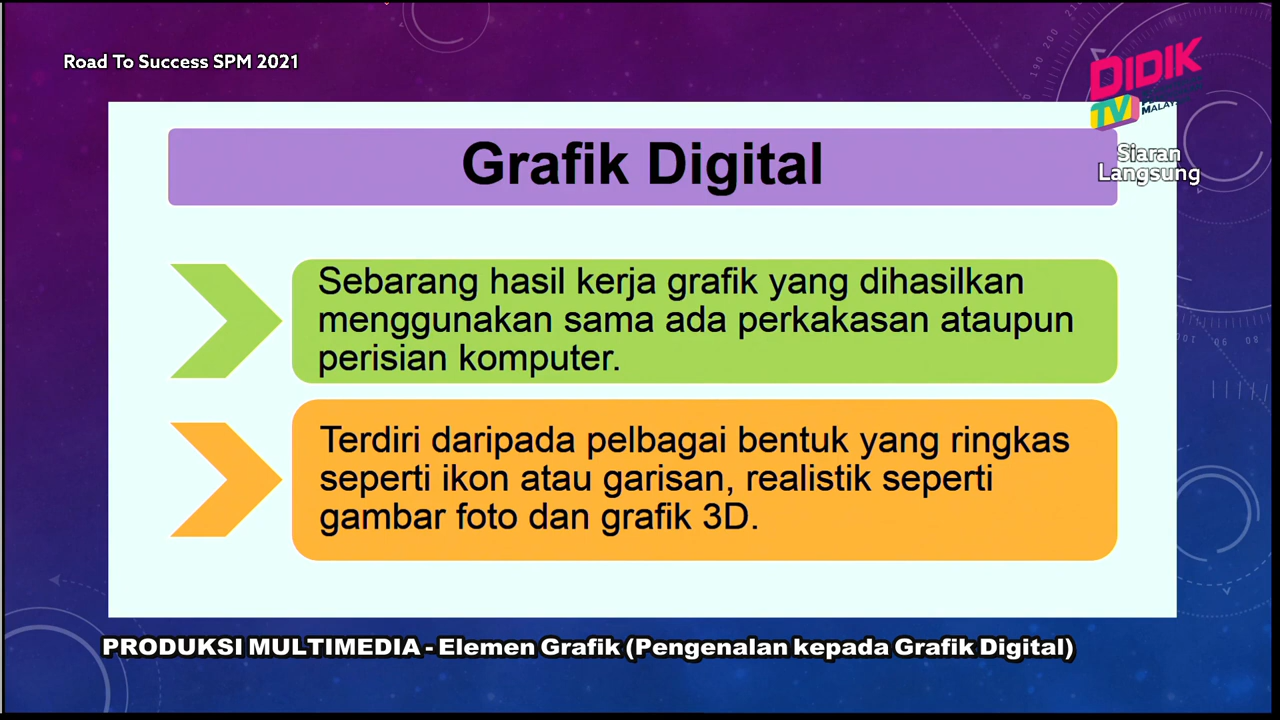 Road To Success SPM 2021
DIDIK
TV
MALAYSIA
Siaran
Langsung
Grafik Digital
Sebarang hasil kerja grafik yang dihasilkan
menggunakan sama ada perkakasan ataupun
perisian komputer.
Terdiri daripada pelbagai bentuk yang ringkas
seperti ikon atau garisan, realistik seperti
gambar foto dan grafik 3D.
PRODUKSI MULTIMEDIA - Elemen Grafik (Pengenalan kepada Grafik Digital)